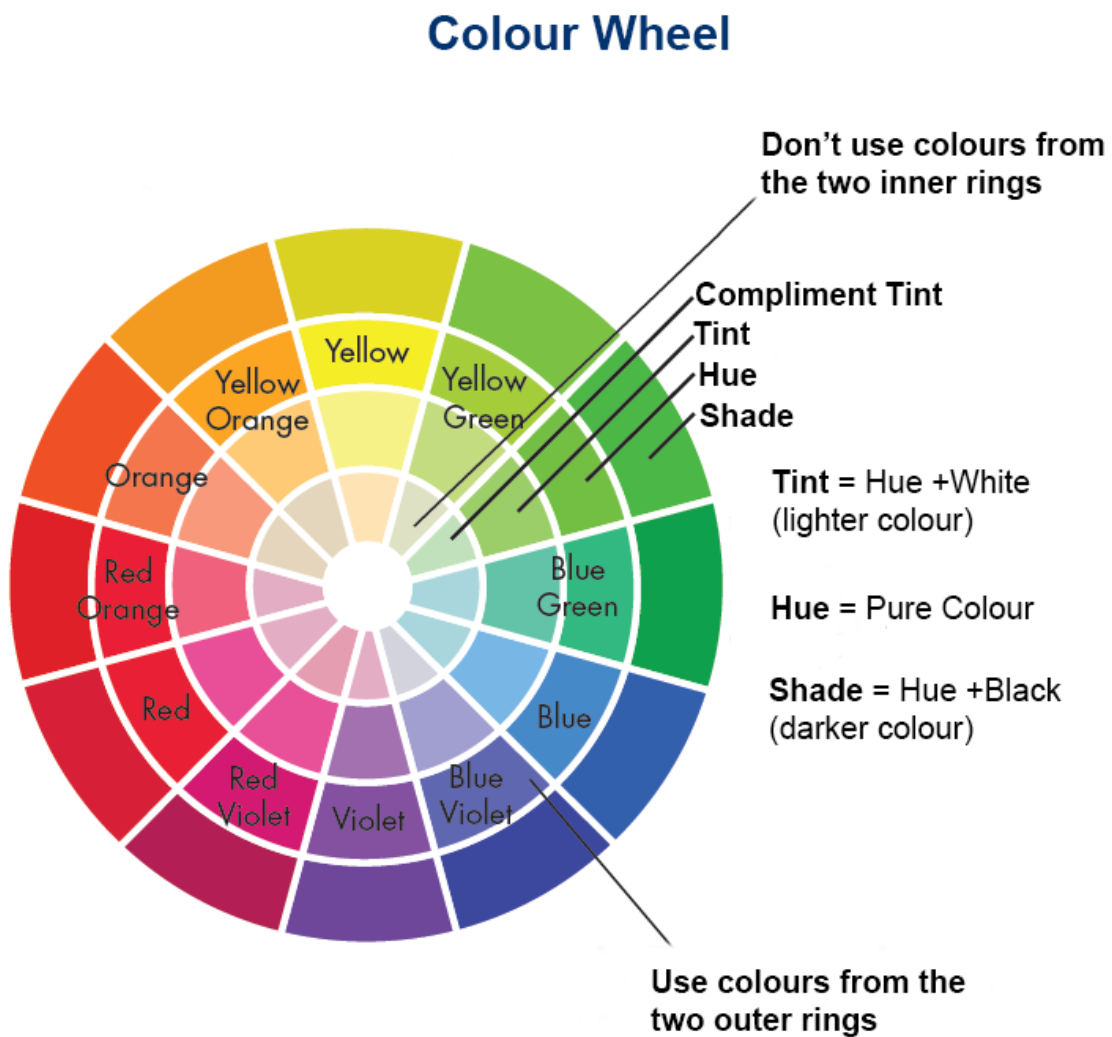 Colour Wheel
Don’t use colours from
the two inner rings
Compliment Tint
Tint
Hue
Shade
Yellow
Yellow
Green
Yellow
Orange
Orange
Red
Orange
Red
Red
Violet
Violet
Blue
Violet
Blue
Blue
Green
Tint = Hue +White
(lighter colour)
Hue = Pure Colour
Shade = Hue +Black
(darker colour)
Use colours from the
two outer rings